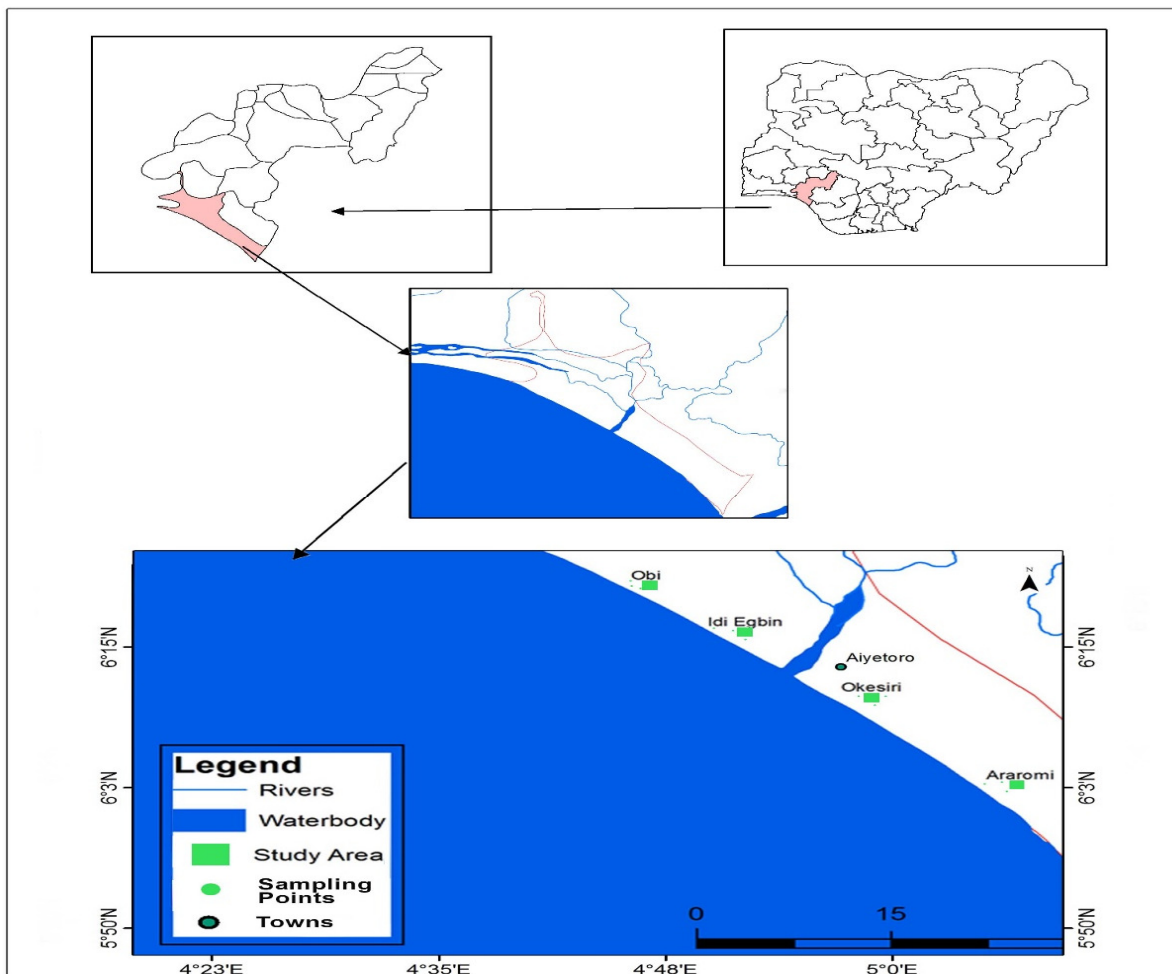 Obi
N
Idi Egbin
6°15'N
6°15'N
Aiyetoro
Okesiri
Araromi
6°3'N
6°3'N
Legend
Rivers
Waterbody
Study Area
Sampling
Points
Towns
0 15
5°50'N
5°50'N
4°23'E 4°35'E 4°48'E 5°0'E